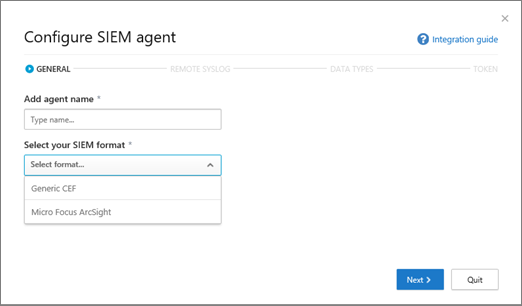 Configure SIEM agent
Integration guide
GENERAL REMOTE SYSLOG DATA TYPES TOKEN
Add agent name *
Type name...
Select your SIEM format *
Select format...
Generic CEF
Micro Focus ArcSight
Next Quit